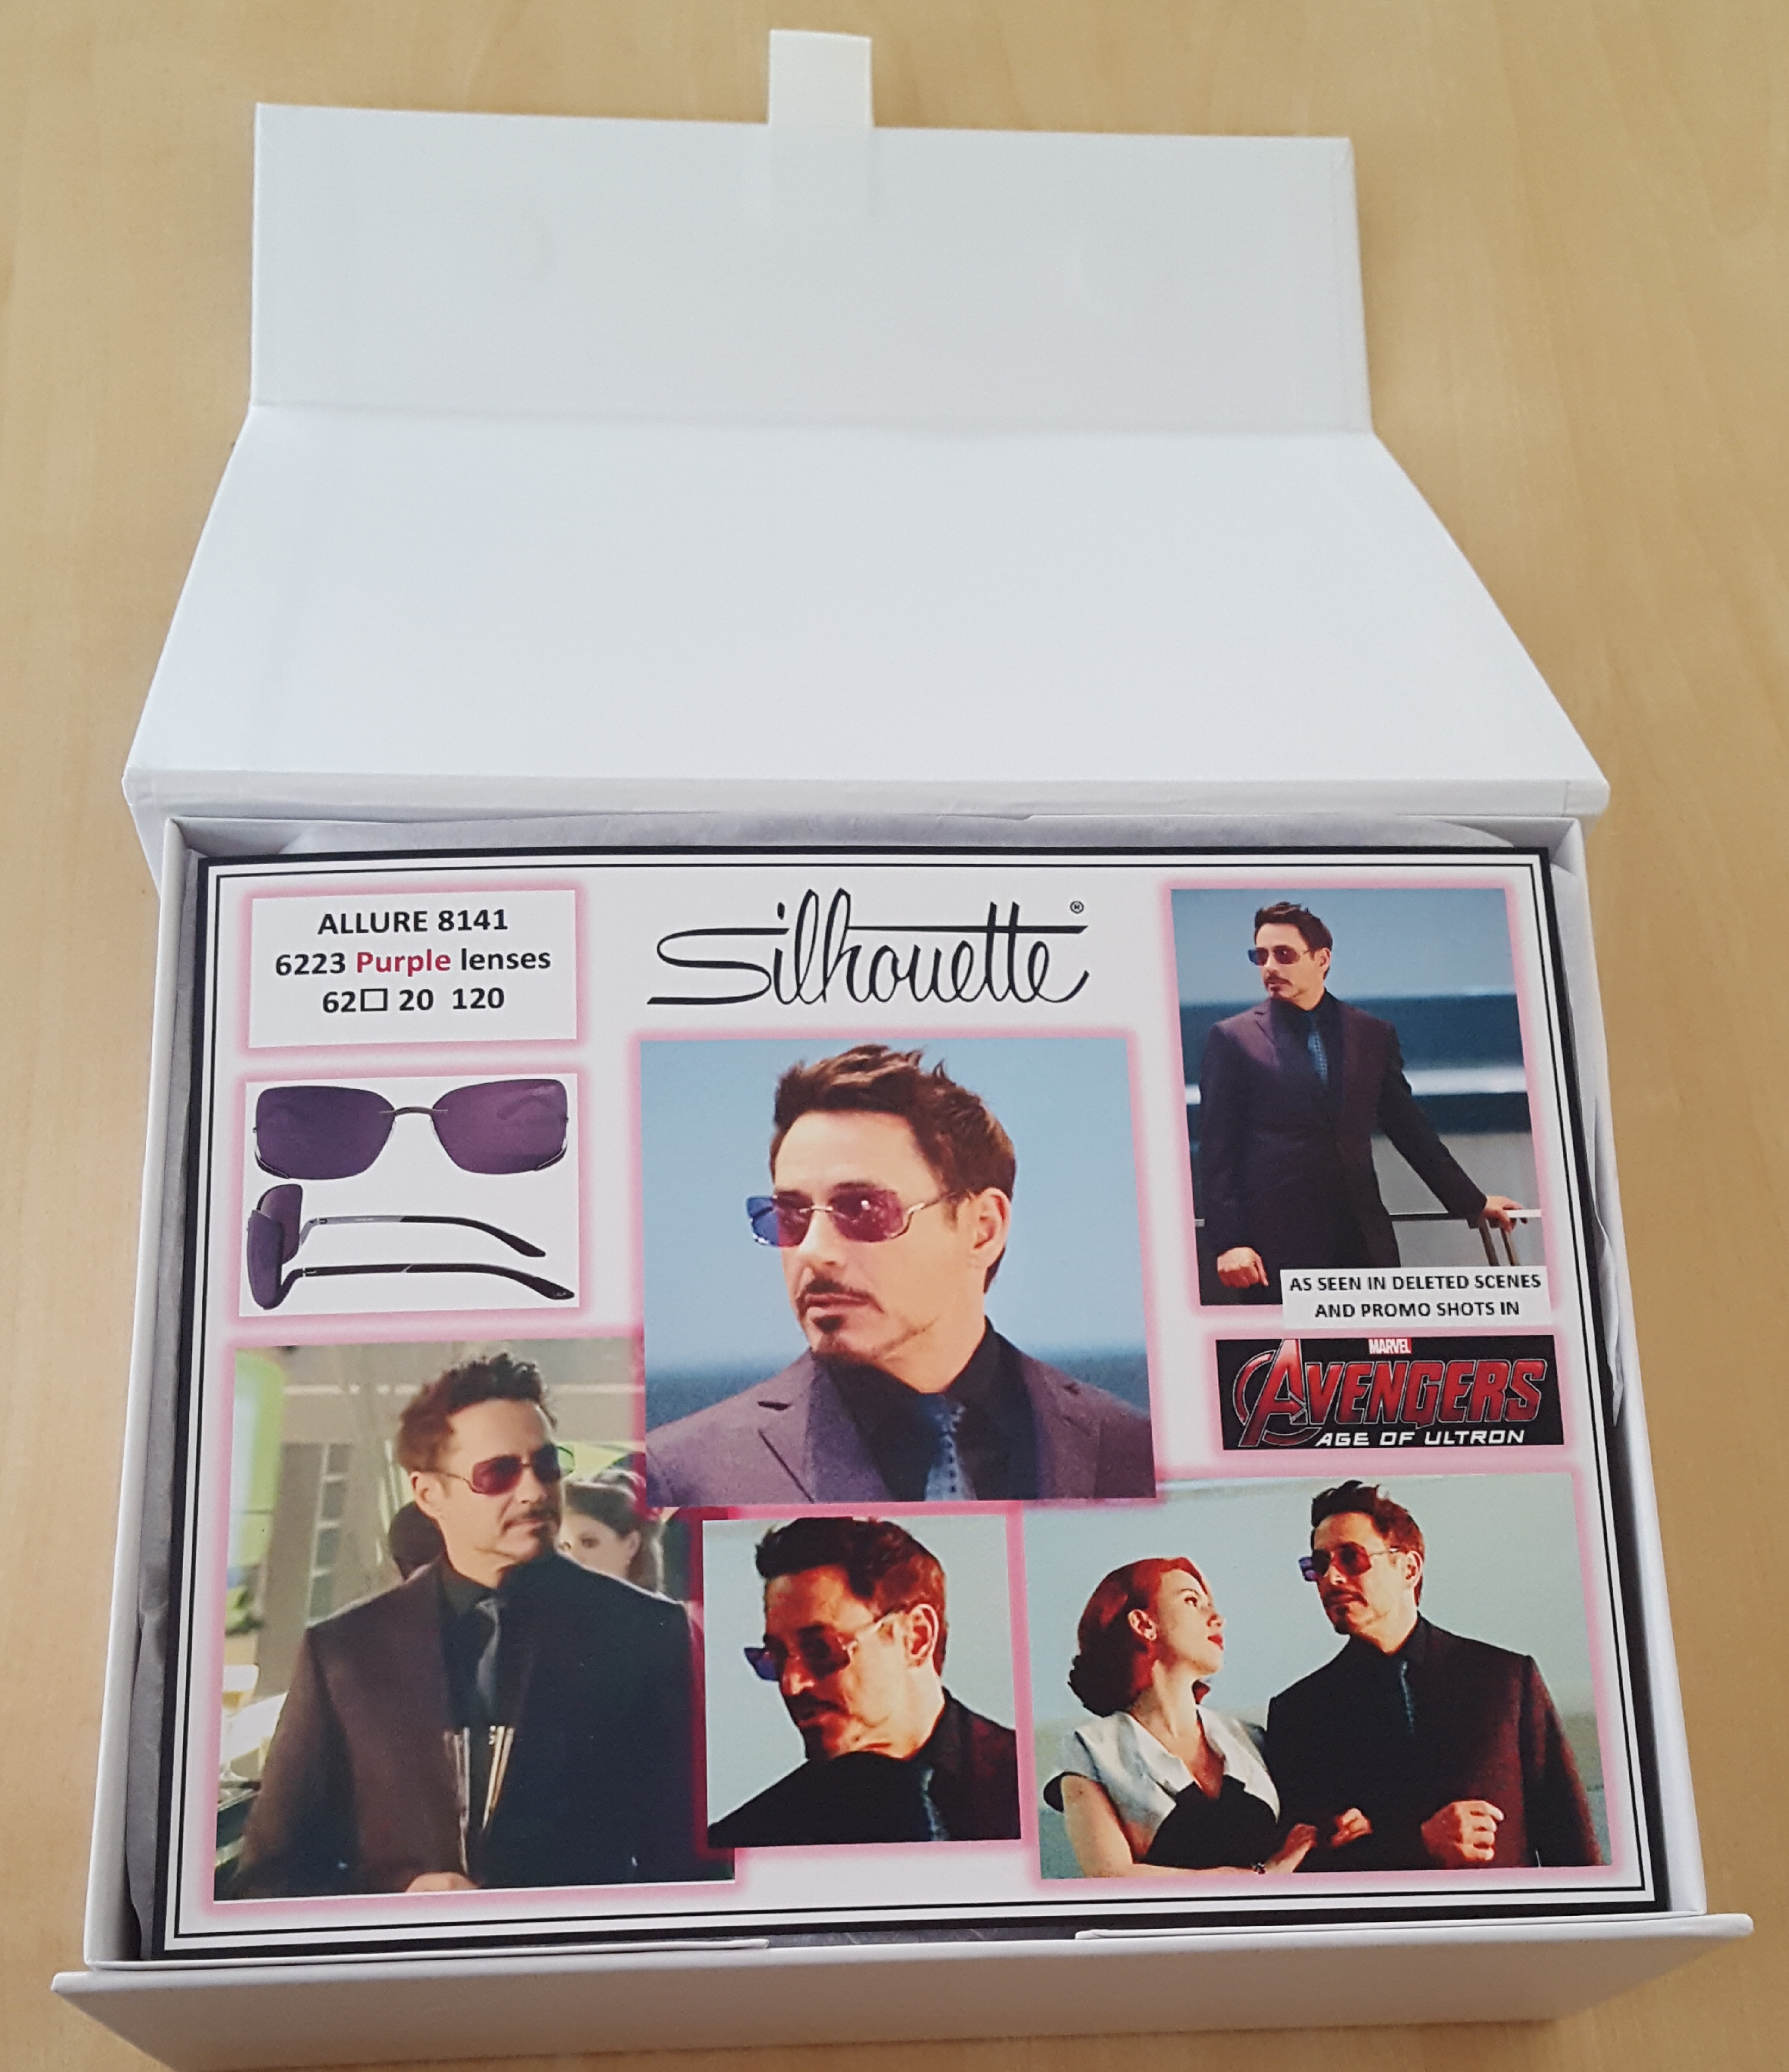 ALLURE 8141
6223 Purple lenses
62□ 20 120
Silhouette®
AS SEEN IN DELETED SCENES
AND PROMO SHOTS IN
MARVEL
AVENGERS
AGE OF ULTRON